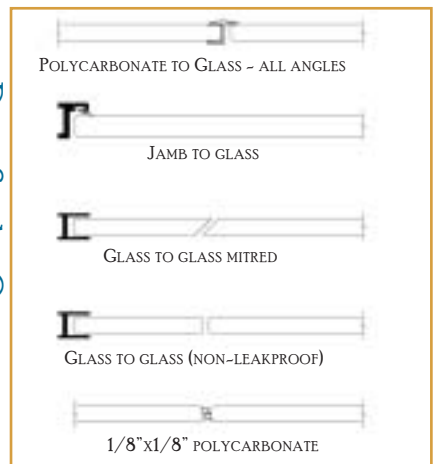 Polycarbonate to Glass ~ all angles
Jamb to glass
Glass to glass mitred
Glass to glass (non~leakproof)
1/8"x1/8" polycarbonate